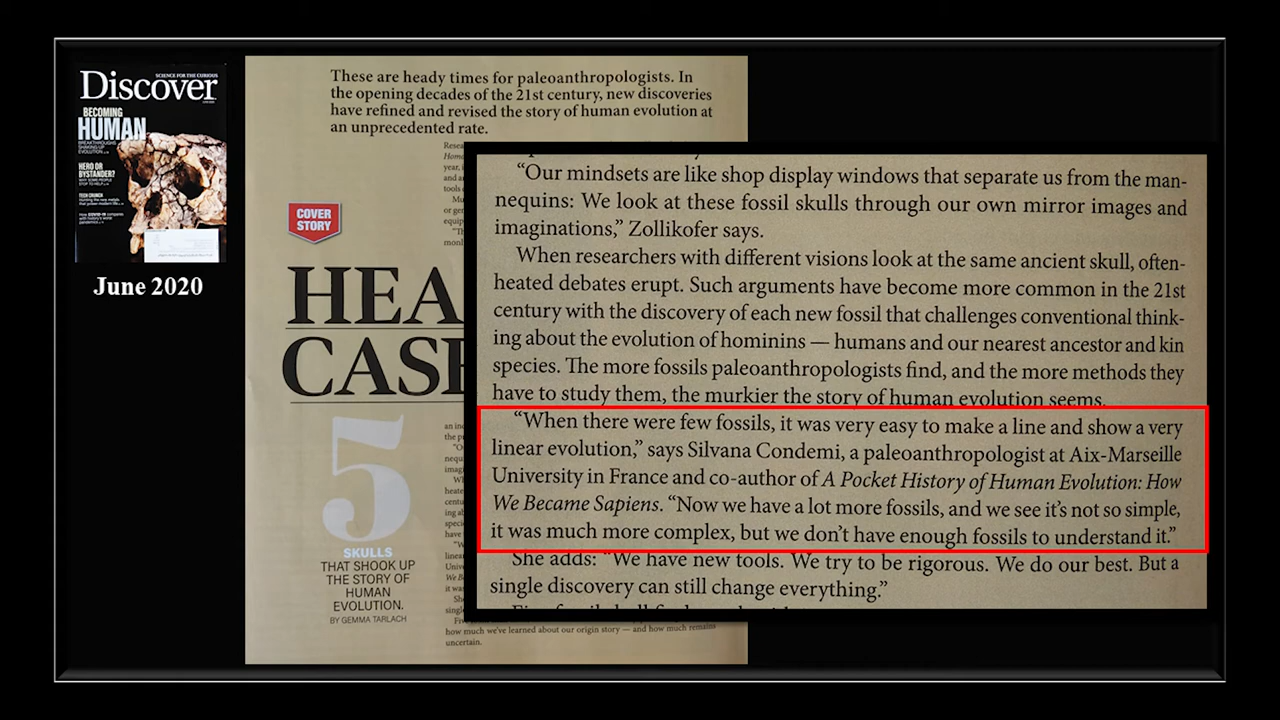 SCIENCE FOR THE CURIOUS
Discover
BECOMING
HUMAN
BREAKTHROUGHS
SHAKING UP
EVOLUTION
HERO OR
BYSTANDER?
WHY SOME PEOPLE
STOP TO HELP
TECH CRUNCH
June 2020
These are heady times for paleoanthropologists. In
the opening decades of the 21st century, new discoveries
have refined and revised the story of human evolution at
an unprecedented rate.
COVER
STORY
HEA
CASE
5
SKULLS
THAT SHOOK UP
THE STORY OF
HUMAN
EVOLUTION.
BY GEMMA TARLACH
“Our mindsets are like shop display windows that separate us from the man-
nequins: We look at these fossil skulls through our own mirror images and
imaginations,” Zollikofer says.
When researchers with different visions look at the same ancient skull, often-
heated debates erupt. Such arguments have become more common in the 21st
century with the discovery of each new fossil that challenges conventional think-
ing about the evolution of hominins — humans and our nearest ancestor and kin
species. The more fossils paleoanthropologists find, and the more methods they
have to study them, the murkier the story of human evolution seems.
“When there were few fossils, it was very easy to make a line and show a very
linear evolution,” says Silvana Condemi, a paleoanthropologist at Aix-Marseille
University in France and co-author of A Pocket History of Human Evolution: How
We Became Sapiens. “Now we have a lot more fossils, and we see it’s not so simple,
it was much more complex, but we don’t have enough fossils to understand it.”
She adds: “We have new tools. We try to be rigorous. We do our best. But a
single discovery can still change everything.”
how much we’ve learned about our origin story — and how much remains
uncertain.